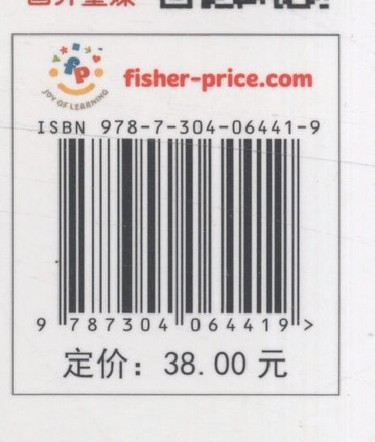 fp
JOY OF LEARNING
fisher-price.com
ISBN 978-7-304-06441-9
9 787304 064419 >
定价：38.00 元